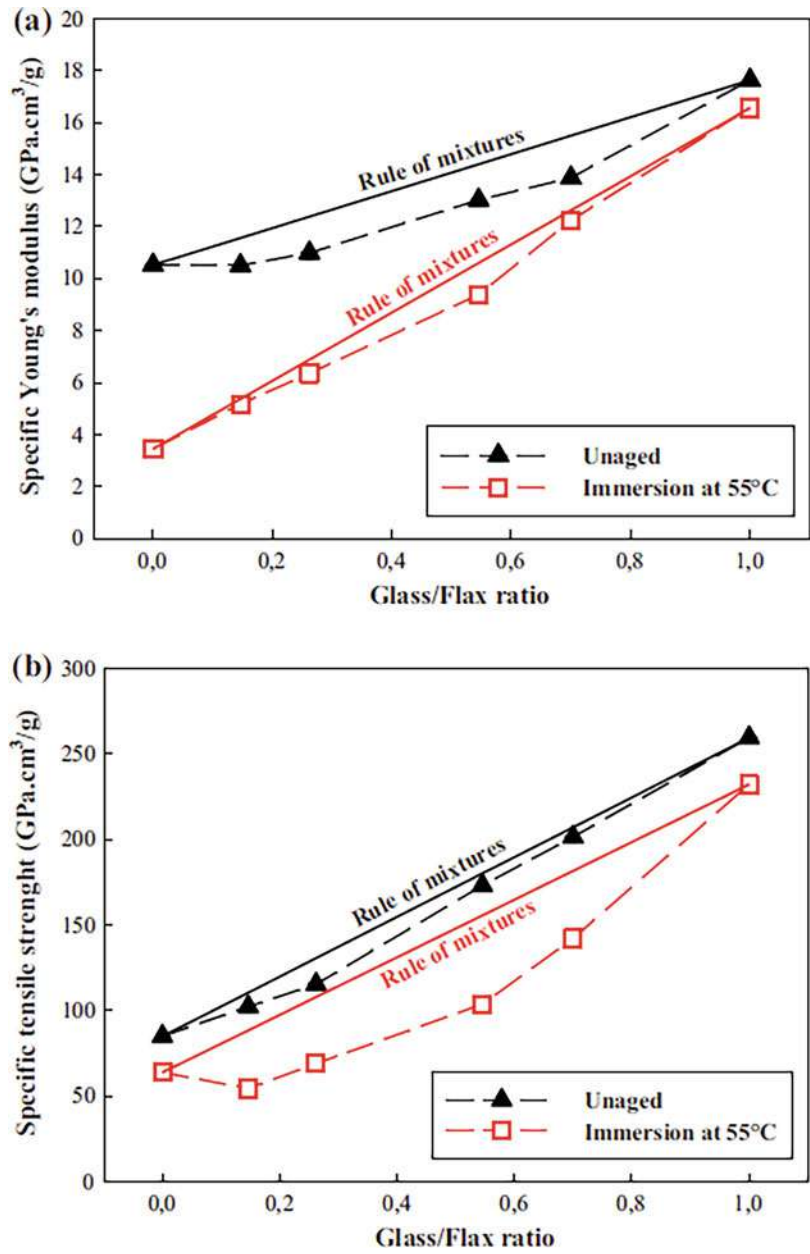 (a)
20
18
16
14
12
10
8
6
4
2
0
Specific Young's modulus (GPa.cm³/g)
Rule of mixtures
Rule of mixtures
Unaged
Immersion at 55°C
0,0 0,2 0,4 0,6 0,8 1,0
Glass/Flax ratio
(b)
300
250
200
150
100
50
0
Specific tensile strenght (GPa.cm³/g)
Rule of mixtures
Rule of mixtures
Unaged
Immersion at 55°C
0,0 0,2 0,4 0,6 0,8 1,0
Glass/Flax ratio